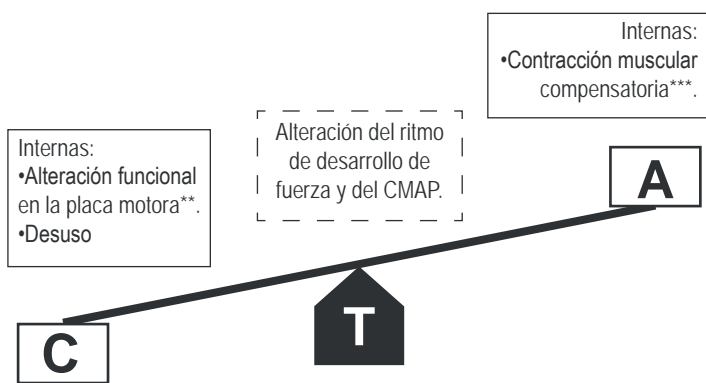 Internas:
•Contracción muscular
compensatoria***.
Alteración del ritmo
de desarrollo de
fuerza y del CMAP.
Internas:
•Alteración funcional
en la placa motora**.
•Desuso
A
T
C